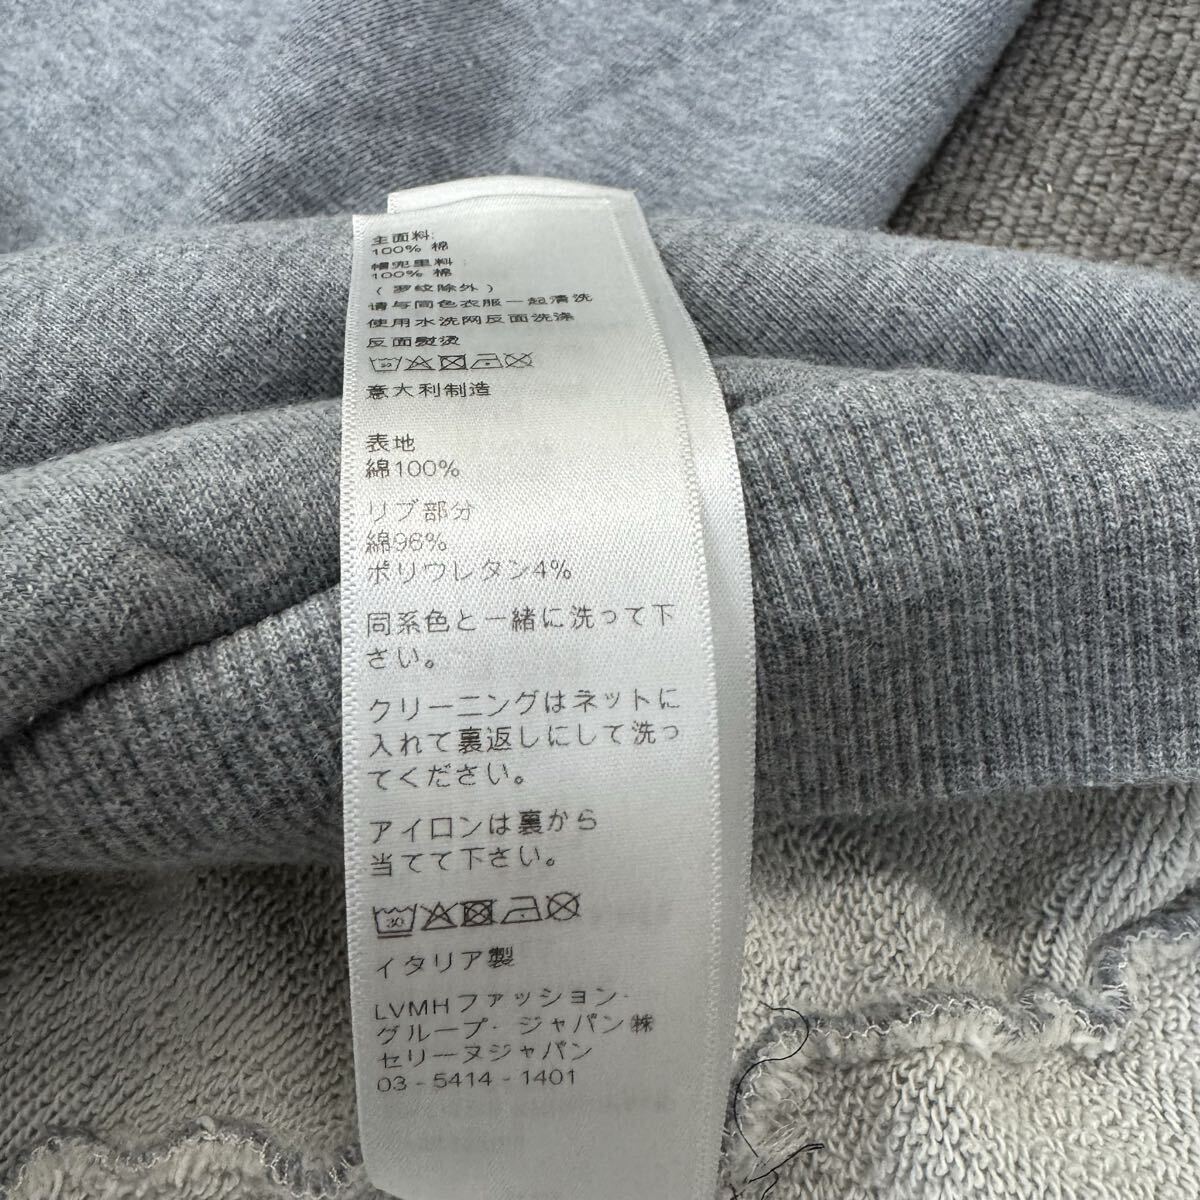 主面料:
100% 棉
帽兜里料:
100% 棉
(罗纹除外)
请与同色衣服一起清洗
使用水洗网反面洗涤
反面熨烫
30
意大利制造
表地
綿100%
リブ部分
綿96%
ポリウレタン4%
同系色と一緒に洗って下
さい。
クリーニングはネットに
入れて裏返しにして洗っ
てください。
アイロンは裏から
当てて下さい。
30
イタリア製
LVMHファッション·
グループ·ジャパン㈱
セリーヌジャパン
03-5414-1401